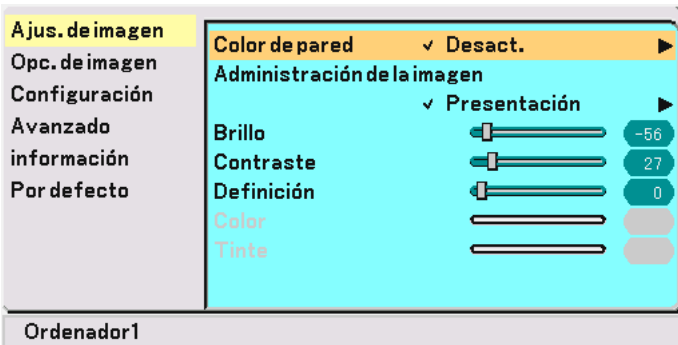 Ajus. de imagen
Opc. de imagen
Configuración
Avanzado
información
Por defecto
Color de pared ✓ Desact. ▶
Administración de la imagen
✓ Presentación ▶
Brillo -56
Contraste 27
Definición 0
Color
Tinte
Ordenador1